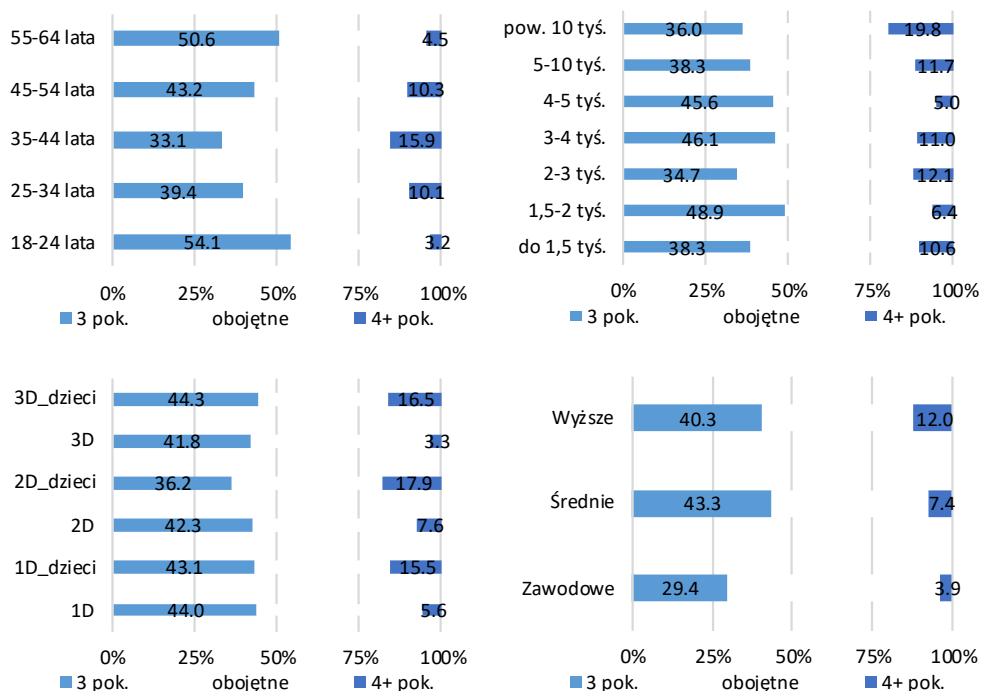 55-64 lata 50.6 4.5
45-54 lata 43.2 10.3
35-44 lata 33.1 15.9
25-34 lata 39.4 10.1
18-24 lata 54.1 3.2
0% 25% 50% 75% 100%
3 pok. obojętne 4+ pok.
pow. 10 tyś. 36.0 19.8
5-10 tyś. 38.3 11.7
4-5 tyś. 45.6 5.0
3-4 tyś. 46.1 11.0
2-3 tyś. 34.7 12.1
1,5-2 tyś. 48.9 6.4
do 1,5 tyś. 38.3 10.6
0% 25% 50% 75% 100%
3 pok. obojętne 4+ pok.
3D_dzieci 44.3 16.5
3D 41.8 3.3
2D_dzieci 36.2 17.9
2D 42.3 7.6
1D_dzieci 43.1 15.5
1D 44.0 5.6
0% 25% 50% 75% 100%
3 pok. obojętne 4+ pok.
Wyższe 40.3 12.0
Średnie 43.3 7.4
Zawodowe 29.4 3.9
0% 25% 50% 75% 100%
3 pok. obojętne 4+ pok.